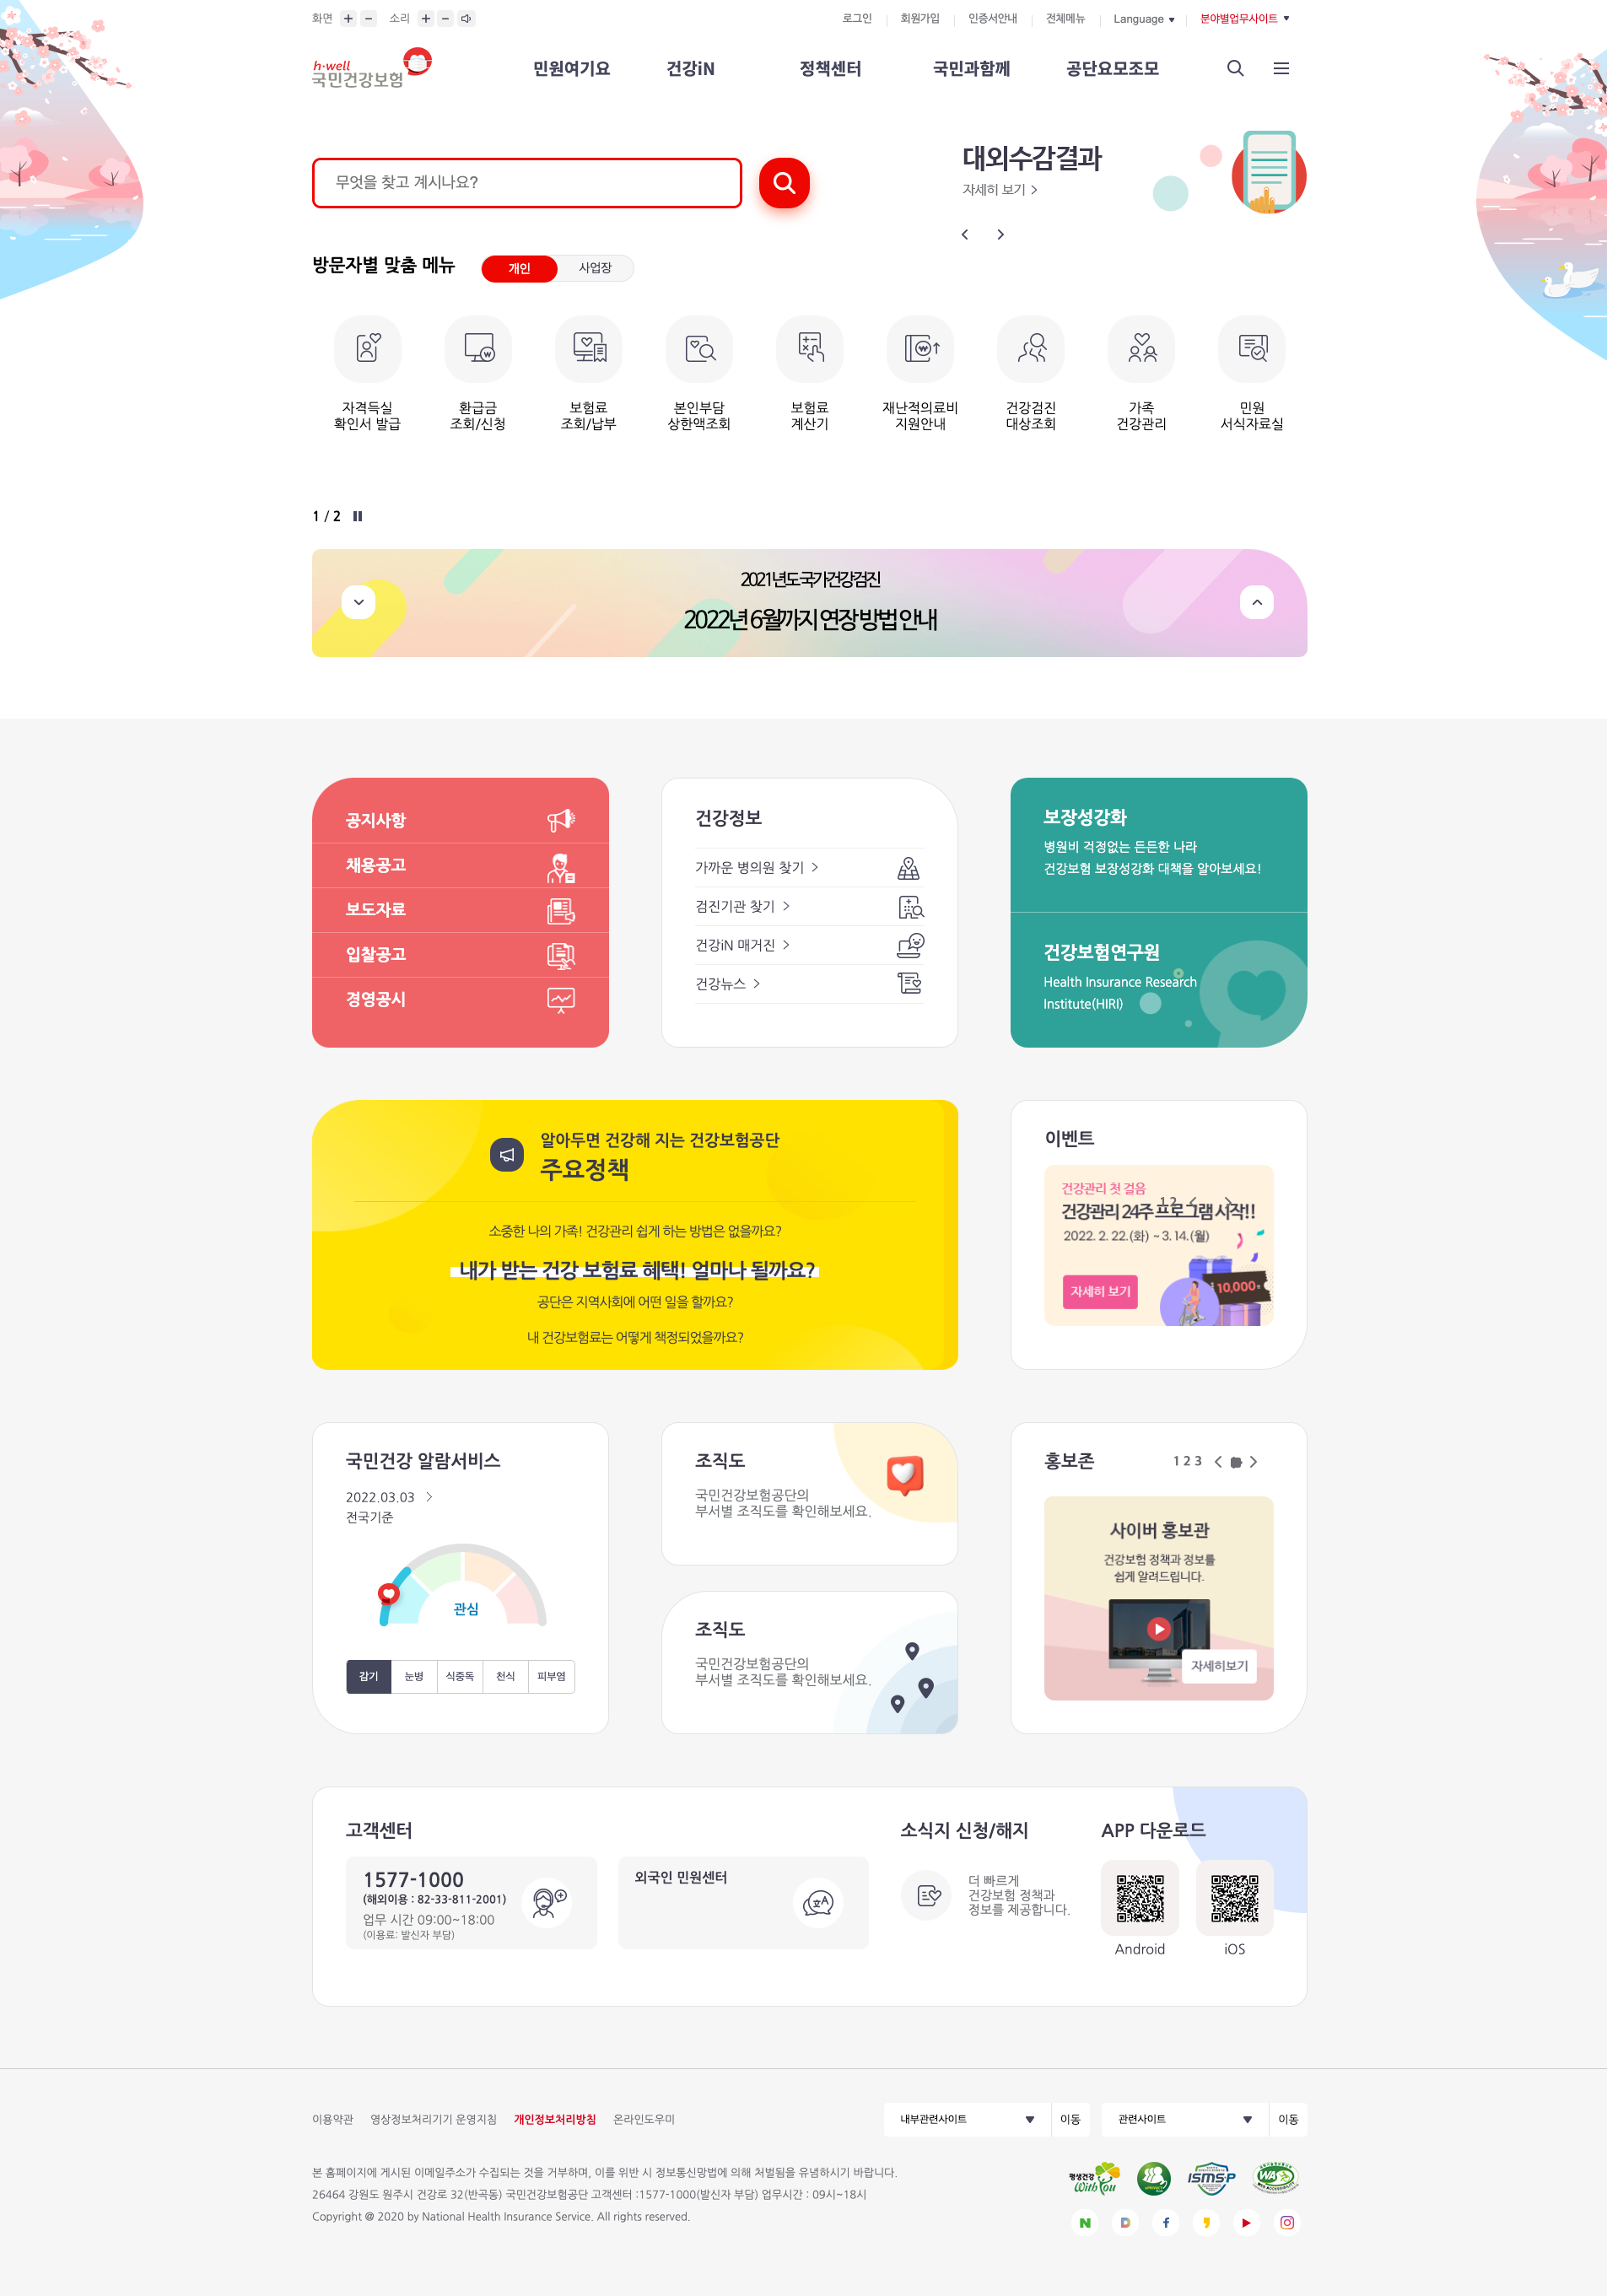 화면
소리
로그인
회원가입
인증서안내
전체메뉴
Language
분야별업무사이트
h·well
국민건강보험
민원여기요
건강iN
정책센터
국민과함께
공단요모조모
무엇을 찾고 계시나요?
대외수감결과
자세히 보기
방문자별 맞춤 메뉴
개인
사업장
자격득실
확인서 발급
환급금
조회/신청
보험료
조회/납부
본인부담
상한액조회
보험료
계산기
재난적의료비
지원안내
건강검진
대상조회
가족
건강관리
민원
서식자료실
1 / 2
2021년도 국가건강검진
2022년 6월까지 연장 방법 안내
공지사항
채용공고
보도자료
입찰공고
경영공시
건강정보
가까운 병의원 찾기
검진기관 찾기
건강iN 매거진
건강뉴스
보장성강화
병원비 걱정없는 든든한 나라
건강보험 보장성강화 대책을 알아보세요!
건강보험연구원
Health Insurance Research
Institute(HIRI)
알아두면 건강해 지는 건강보험공단
주요정책
소중한 나의 가족! 건강관리 쉽게 하는 방법은 없을까요?
내가 받는 건강 보험료 혜택! 얼마나 될까요?
공단은 지역사회에 어떤 일을 할까요?
내 건강보험료는 어떻게 책정되었을까요?
이벤트
건강관리 첫 걸음
1 2
건강관리 24주 프로그램 시작!!
2022. 2. 22.(화) ~ 3. 14.(월)
자세히 보기
10,000
국민건강 알람서비스
2022.03.03
전국기준
관심
감기
눈병
식중독
천식
피부염
조직도
국민건강보험공단의
부서별 조직도를 확인해보세요.
조직도
국민건강보험공단의
부서별 조직도를 확인해보세요.
홍보존
1 2 3
사이버 홍보관
건강보험 정책과 정보를
쉽게 알려드립니다.
자세히보기
고객센터
1577-1000
(해외이용 : 82-33-811-2001)
업무 시간 09:00~18:00
(이용료: 발신자 부담)
외국인 민원센터
소식지 신청/해지
더 빠르게
건강보험 정책과
정보를 제공합니다.
APP 다운로드
Android
iOS
이용약관
영상정보처리기기 운영지침
개인정보처리방침
온라인도우미
내부관련사이트
이동
관련사이트
이동
본 홈페이지에 게시된 이메일주소가 수집되는 것을 거부하며, 이를 위반 시 정보통신망법에 의해 처벌됨을 유념하시기 바랍니다.
26464 강원도 원주시 건강로 32(반곡동) 국민건강보험공단 고객센터 :1577-1000(발신자 부담) 업무시간 : 09시~18시
Copyright @ 2020 by National Health Insurance Service. All rights reserved.
평생건강
With You
ISMS-P
WA